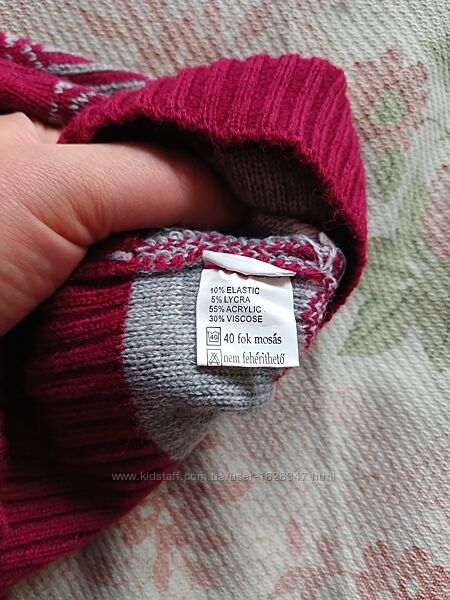 10% ELASTIC
5% LYCRA
55% ACRYLIC
30% VISCOSE
40 40 fok mosás
nem fehéríthető
www.kidstaff.com.ua/user-1628947.html